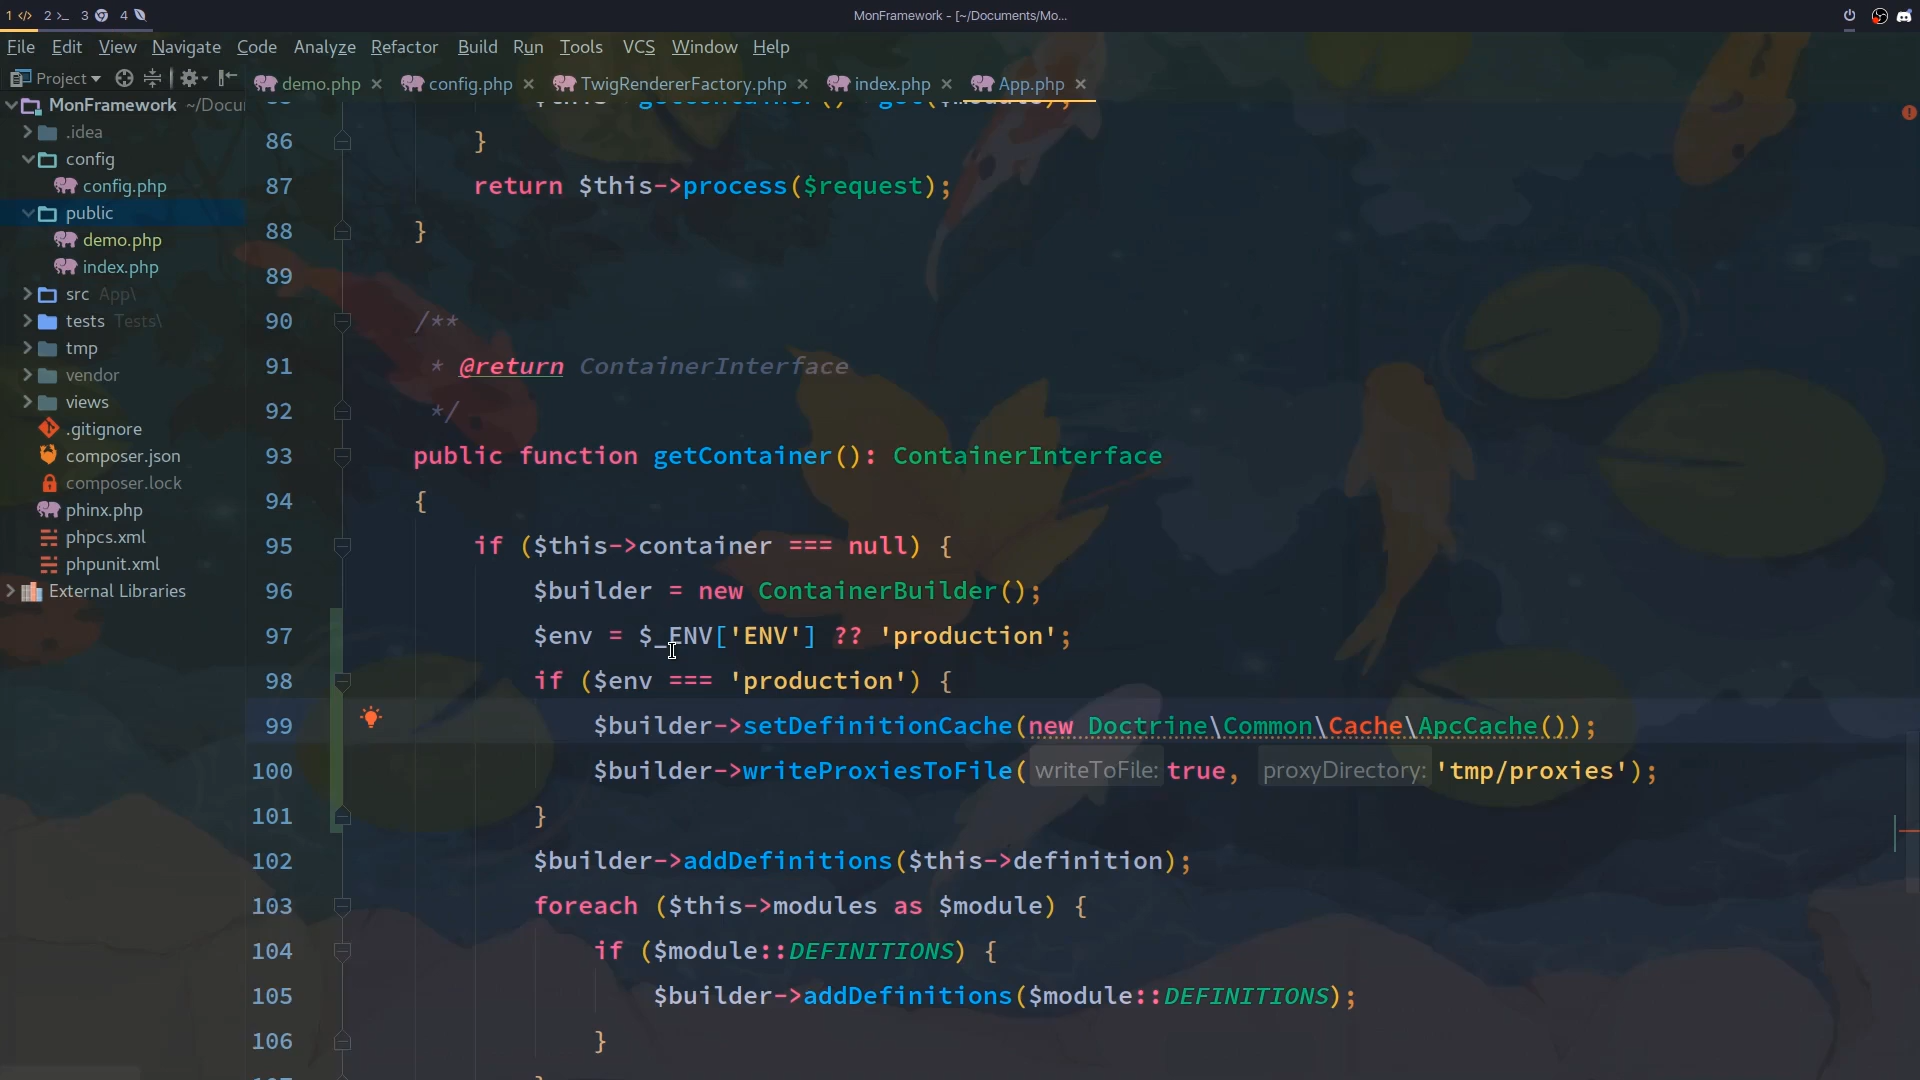 1 </> 2 >_ 3 4
MonFramework - [~/Documents/Mo...
File Edit View Navigate Code Analyze Refactor Build Run Tools VCS Window Help
Project
demo.php config.php TwigRendererFactory.php index.php App.php
MonFramework ~/Docu
.idea
config
config.php
public
demo.php
index.php
src App\
tests Tests\
tmp
vendor
views
.gitignore
composer.json
composer.lock
phinx.php
phpcs.xml
phpunit.xml
External Libraries
86 }
87 return $this->process($request);
88 }
89
90 /**
91 * @return ContainerInterface
92 */
93 public function getContainer(): ContainerInterface
94 {
95 if ($this->container === null) {
96 $builder = new ContainerBuilder();
97 $env = $_ENV['ENV'] ?? 'production';
98 if ($env === 'production') {
99 $builder->setDefinitionCache(new Doctrine\Common\Cache\ApcCache());
100 $builder->writeProxiesToFile( writeToFile: true, proxyDirectory: 'tmp/proxies');
101 }
102 $builder->addDefinitions($this->definition);
103 foreach ($this->modules as $module) {
104 if ($module::DEFINITIONS) {
105 $builder->addDefinitions($module::DEFINITIONS);
106 }